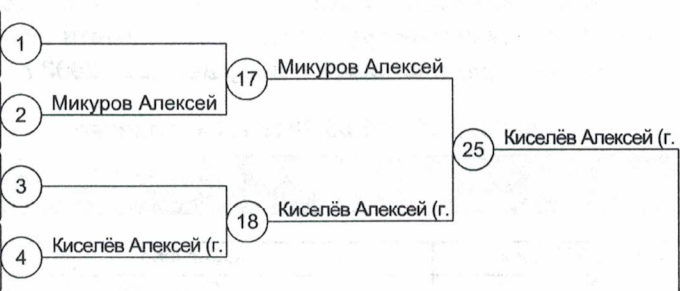 1
Микуров Алексей
17
2
Микуров Алексей
Киселёв Алексей (г.
25
3
Киселёв Алексей (г.
18
4
Киселёв Алексей (г.